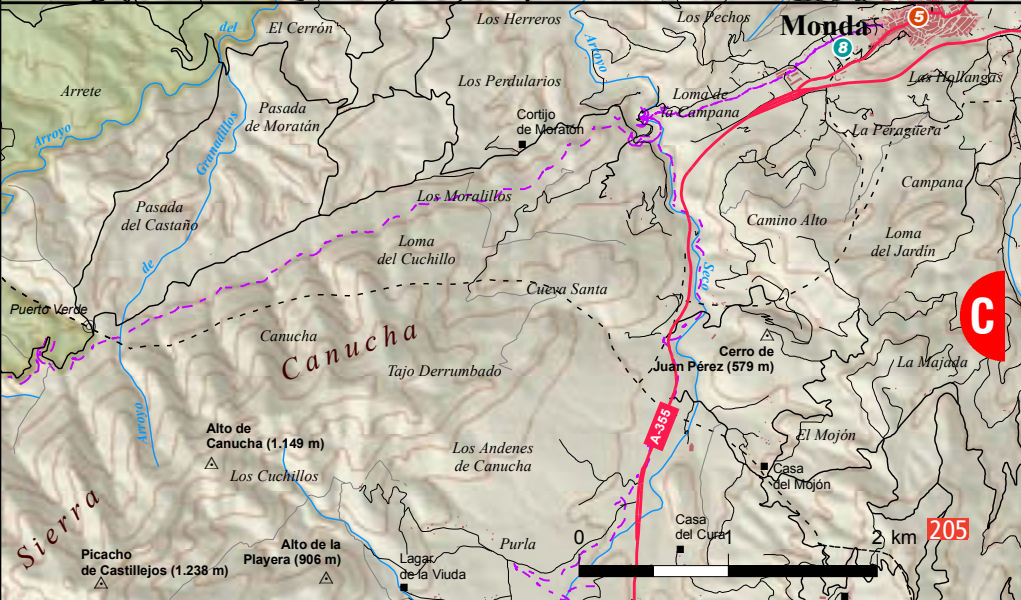 del
El Cerrón
Los Herreros
Los Pechos
Monda
5
8
Arroyo
Las Hollangas
Arrete
Los Perdularios
Loma de
la Campana
Pasada
de Moratán
Cortijo
de Moratón
La Peragüera
Arroyo
Granadillos
Campana
Los Moralillos
Pasada
del Castaño
Camino Alto
Loma
del Cuchillo
Loma
del Jardín
de
Seco
Cueva Santa
Puerto Verde
Canucha
Canucha
C
Cerro de
Juan Pérez (579 m)
La Majada
Tajo Derrumbado
Arroyo
A-355
Alto de
Canucha (1.149 m)
El Mojón
Los Andenes
de Canucha
Los Cuchillos
Casa
del Mojón
Sierra
Casa
del Cura
0
1
2 km
205
Purla
Alto de la
Playera (906 m)
Picacho
de Castillejos (1.238 m)
Lagar
de la Viuda